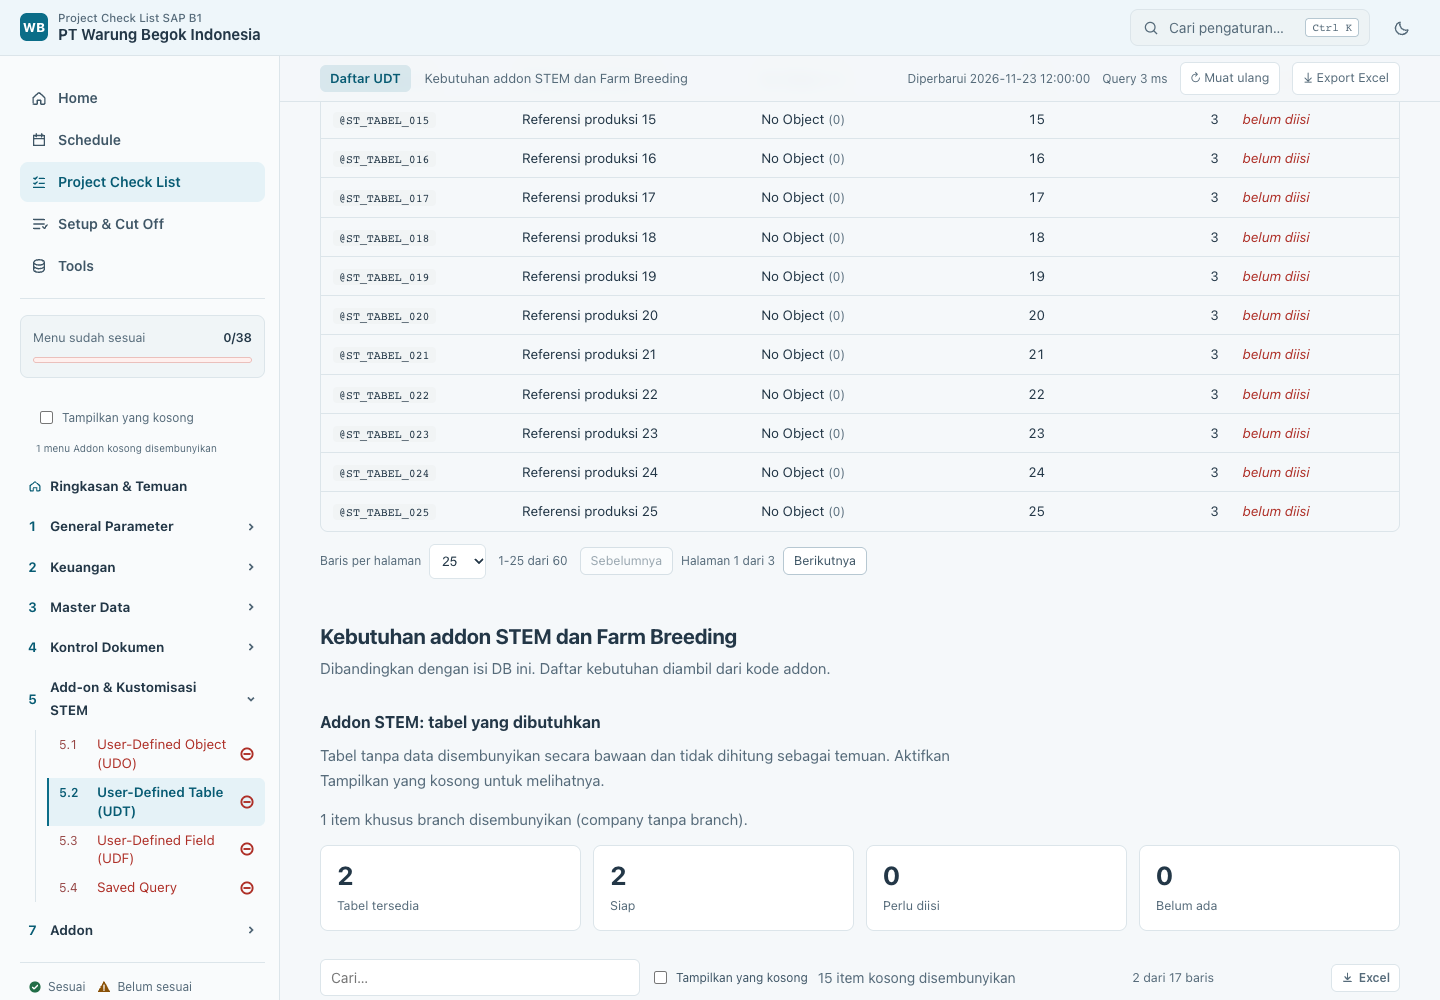 WB
Project Check List SAP B1
PT Warung Begok Indonesia
Cari pengaturan...
Ctrl K
Home
Schedule
Project Check List
Setup & Cut Off
Tools
Menu sudah sesuai 0/38
Tampilkan yang kosong
1 menu Addon kosong disembunyikan
Ringkasan & Temuan
1 General Parameter
2 Keuangan
3 Master Data
4 Kontrol Dokumen
5 Add-on & Kustomisasi STEM
5.1 User-Defined Object (UDO)
5.2 User-Defined Table (UDT)
5.3 User-Defined Field (UDF)
5.4 Saved Query
7 Addon
Sesuai Belum sesuai
Daftar UDT Kebutuhan addon STEM dan Farm Breeding Diperbarui 2026-11-23 12:00:00 Query 3 ms Muat ulang Export Excel
@ST_TABEL_015 Referensi produksi 15 No Object (0) 15 3 belum diisi
@ST_TABEL_016 Referensi produksi 16 No Object (0) 16 3 belum diisi
@ST_TABEL_017 Referensi produksi 17 No Object (0) 17 3 belum diisi
@ST_TABEL_018 Referensi produksi 18 No Object (0) 18 3 belum diisi
@ST_TABEL_019 Referensi produksi 19 No Object (0) 19 3 belum diisi
@ST_TABEL_020 Referensi produksi 20 No Object (0) 20 3 belum diisi
@ST_TABEL_021 Referensi produksi 21 No Object (0) 21 3 belum diisi
@ST_TABEL_022 Referensi produksi 22 No Object (0) 22 3 belum diisi
@ST_TABEL_023 Referensi produksi 23 No Object (0) 23 3 belum diisi
@ST_TABEL_024 Referensi produksi 24 No Object (0) 24 3 belum diisi
@ST_TABEL_025 Referensi produksi 25 No Object (0) 25 3 belum diisi
Baris per halaman 25 1-25 dari 60 Sebelumnya Halaman 1 dari 3 Berikutnya
Kebutuhan addon STEM dan Farm Breeding
Dibandingkan dengan isi DB ini. Daftar kebutuhan diambil dari kode addon.
Addon STEM: tabel yang dibutuhkan
Tabel tanpa data disembunyikan secara bawaan dan tidak dihitung sebagai temuan. Aktifkan
Tampilkan yang kosong untuk melihatnya.
1 item khusus branch disembunyikan (company tanpa branch).
2 Tabel tersedia
2 Siap
0 Perlu diisi
0 Belum ada
Cari... Tampilkan yang kosong 15 item kosong disembunyikan 2 dari 17 baris Excel